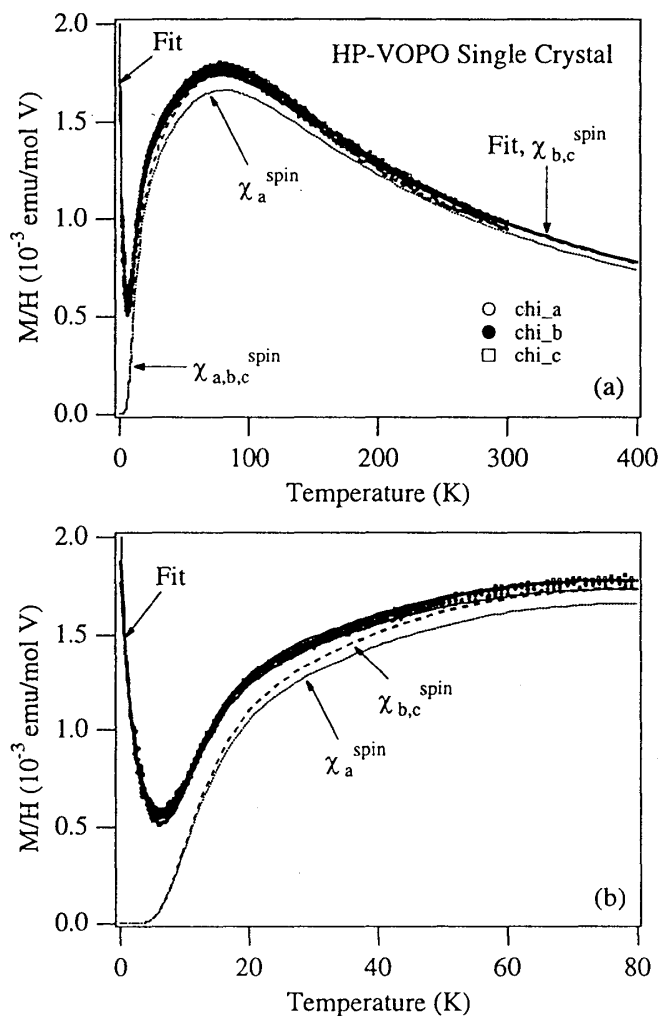 2.0
Fit
HP-VOPO Single Crystal
1.5
χ_a^spin
Fit, χ_b,c^spin
1.0
○ chi_a
● chi_b
□ chi_c
0.5
χ_a,b,c^spin
(a)
0.0
M/H (10^-3 emu/mol V)
0 100 200 300 400
Temperature (K)
2.0
Fit
1.5
χ_b,c^spin
χ_a^spin
1.0
0.5
(b)
0.0
M/H (10^-3 emu/mol V)
0 20 40 60 80
Temperature (K)